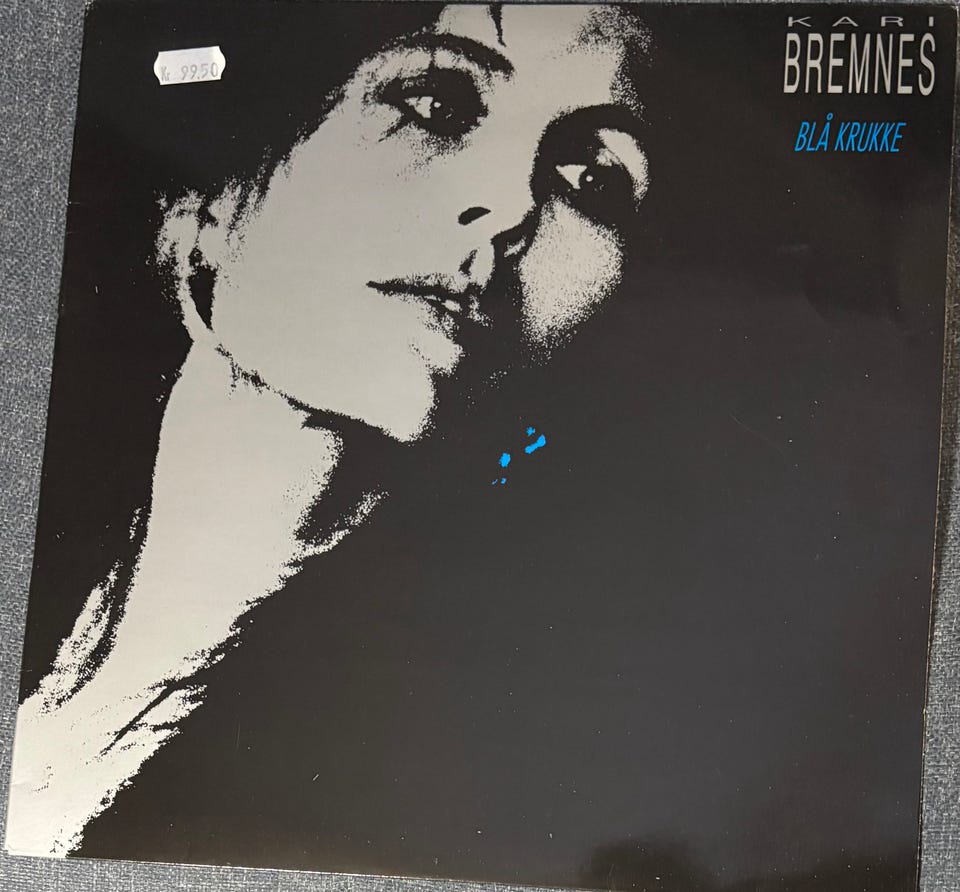 KARI
BREMNES
BLÅ KRUKKE
Kr 99.50